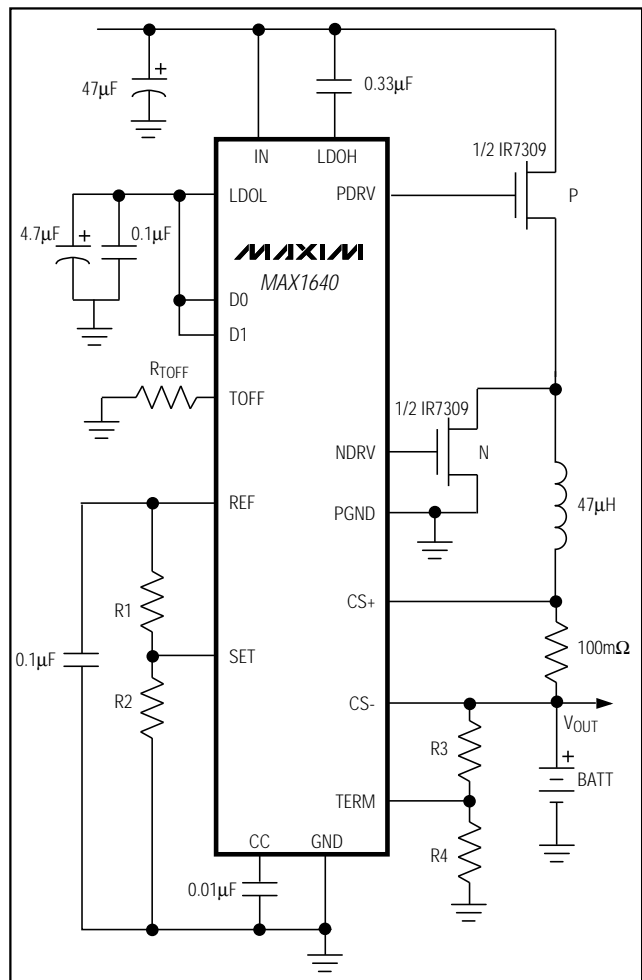 47μF
+
0.33μF
IN
LDOH
1/2 IR7309
LDOL
PDRV
P
4.7μF
+
0.1μF
MAXIM
MAX1640
D0
D1
RTOFF
TOFF
1/2 IR7309
NDRV
N
REF
PGND
47μH
R1
CS+
0.1μF
SET
100mΩ
R2
CS-
VOUT
R3
+
BATT
TERM
R4
CC
GND
0.01μF